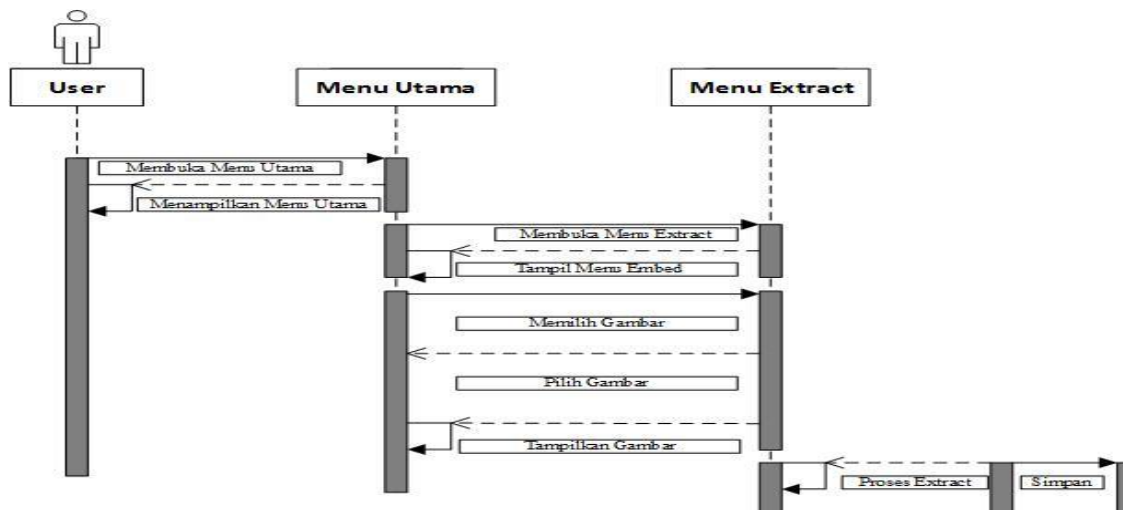 User
Menu Utama
Menu Extract
Membuka Menu Utama
Menampilkan Menu Utama
Membuka Menu Extract
Tampil Menu Embed
Memilih Gambar
Pilih Gambar
Tampilkan Gambar
Proses Extract
Simpan